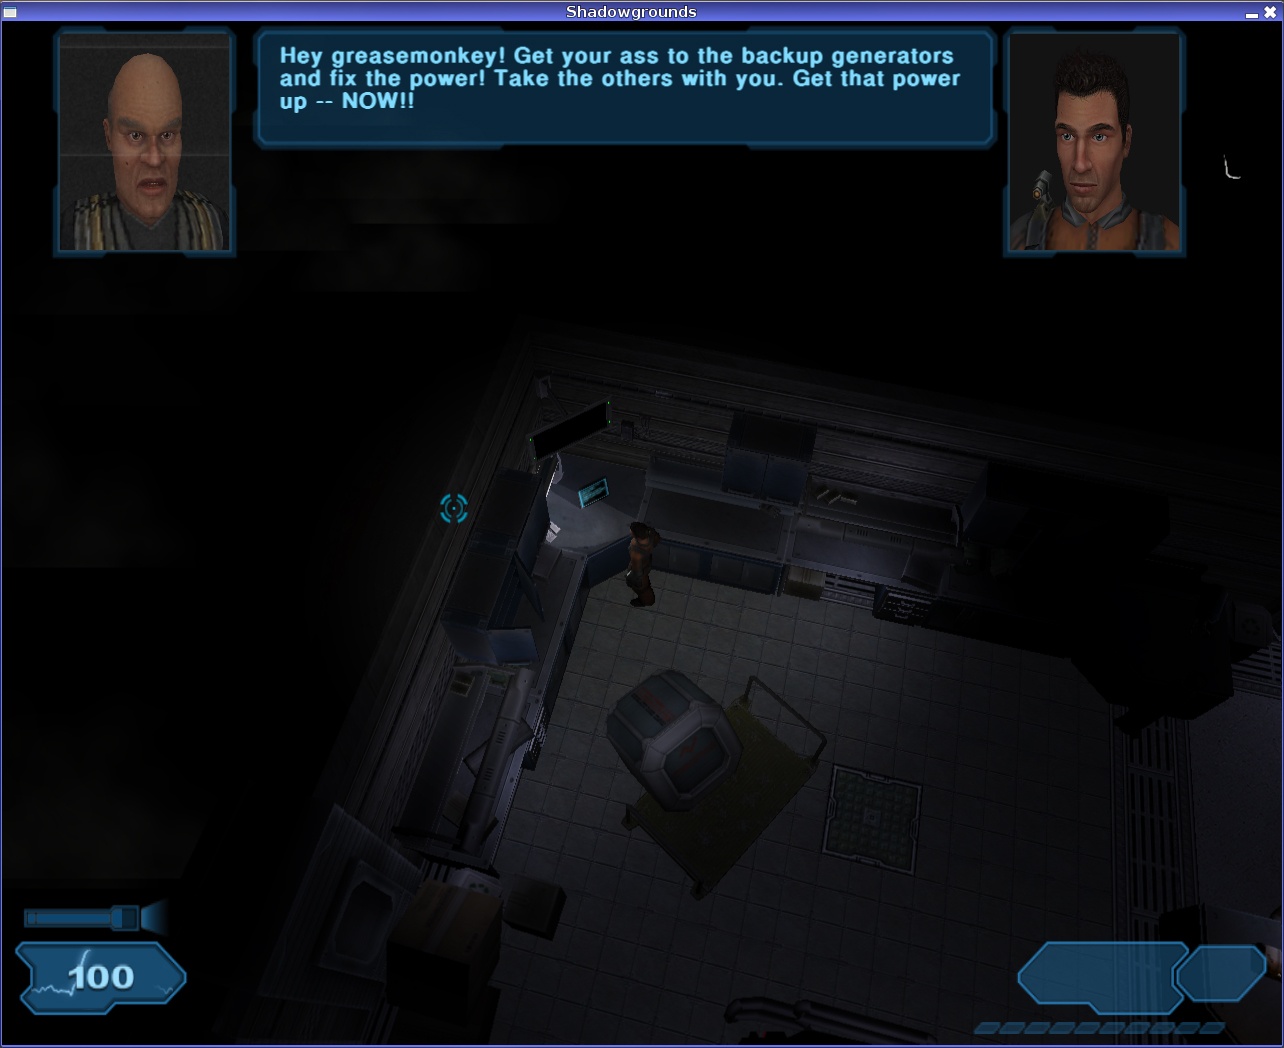 Shadowgrounds
Hey greasemonkey! Get your ass to the backup generators
and fix the power! Take the others with you. Get that power
up -- NOW!!
100